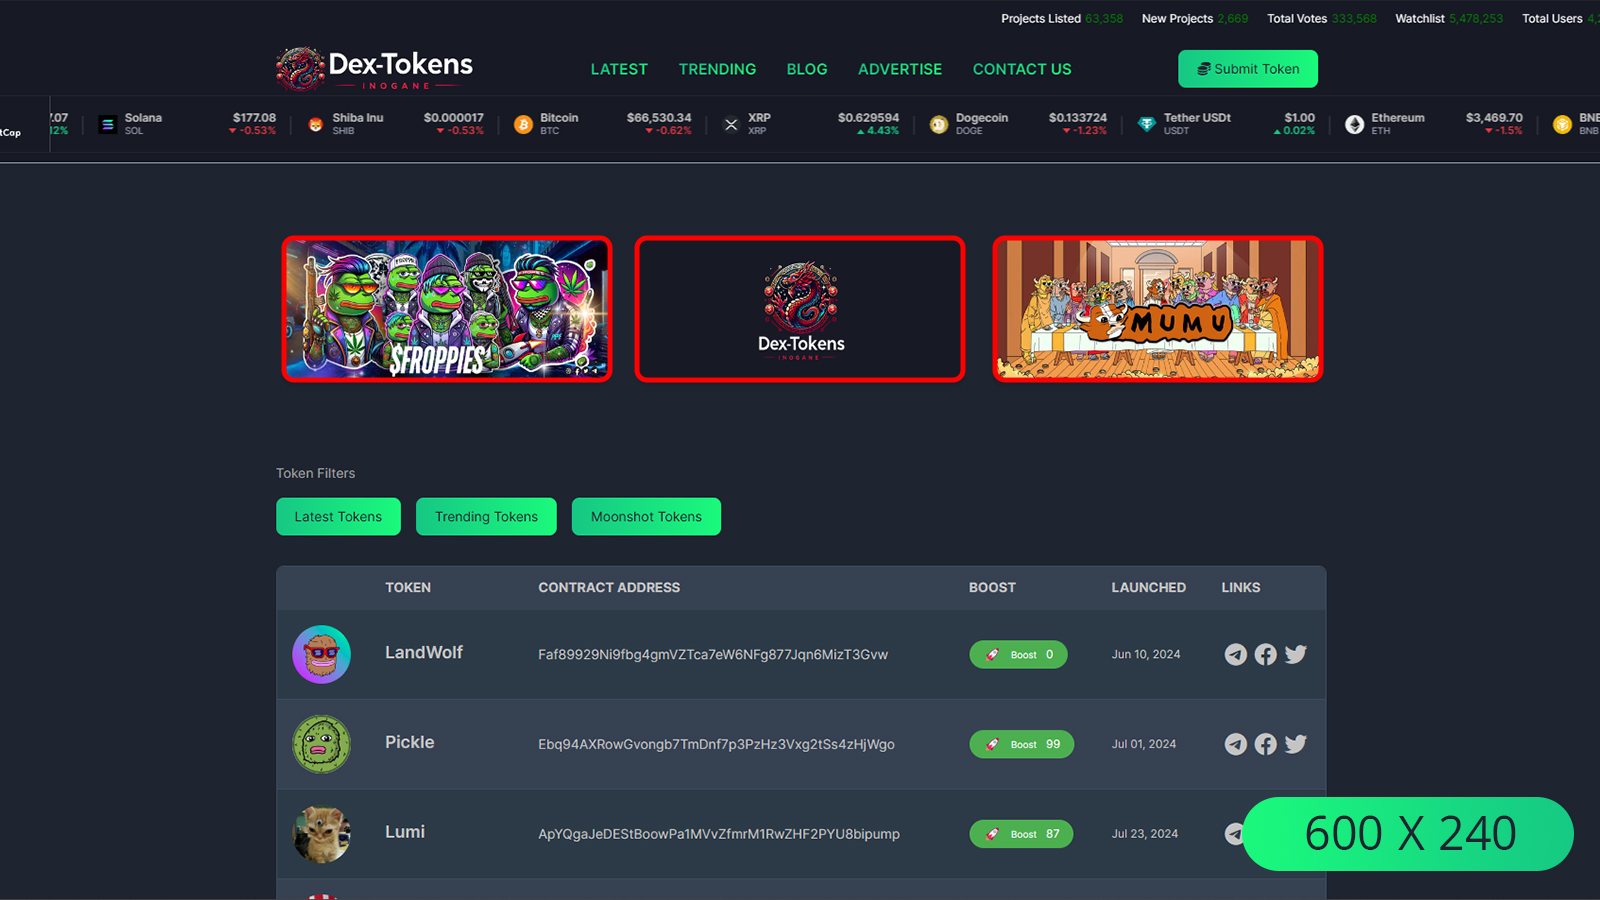 Projects Listed 63,358 New Projects 2,669 Total Votes 333,568 Watchlist 5,478,253 Total Users
Dex-Tokens
INOGANE
LATEST TRENDING BLOG ADVERTISE CONTACT US
Submit Token
Solana $177.08
SOL -0.53%
Shiba Inu $0.000017
SHIB -0.53%
Bitcoin $66,530.34
BTC -0.62%
XRP $0.629594
XRP 4.43%
Dogecoin $0.133724
DOGE -1.23%
Tether USDt $1.00
USDT 0.02%
Ethereum $3,469.70
ETH -1.5%
BNB
BNB
$FROPPIES
Dex-Tokens
INOGANE
MUMU
Token Filters
Latest Tokens Trending Tokens Moonshot Tokens
TOKEN CONTRACT ADDRESS BOOST LAUNCHED LINKS
LandWolf Faf89929Ni9fbg4gmVZTca7eW6NFg877Jqn6MizT3Gvw Boost 0 Jun 10, 2024
Pickle Ebq94AXRowGvongb7TmDnf7p3PzHz3Vxg2tSs4zHjWgo Boost 99 Jul 01, 2024
Lumi ApYQgaJeDEStBoowPa1MVvZfmrM1RwZHF2PYU8bipump Boost 87 Jul 23, 2024
600 X 240